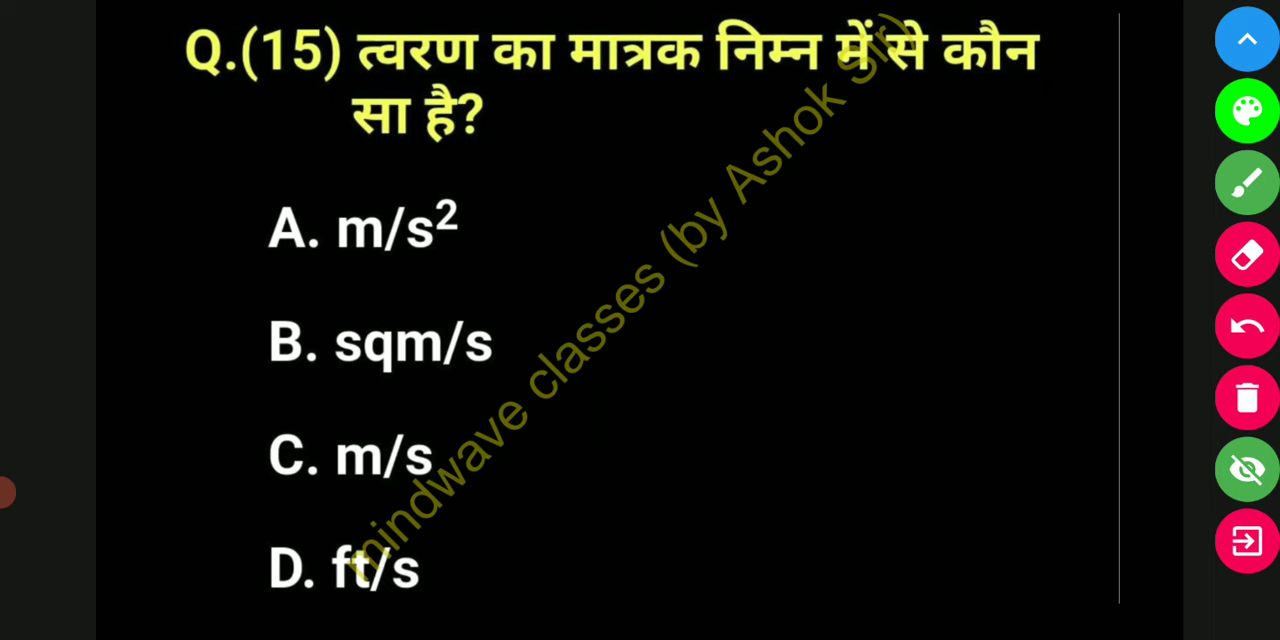 Q.(15) त्वरण का मात्रक निम्न में से कौन
सा है?
A. m/s²
B. sqm/s
C. m/s
D. ft/s
mindwave classes (by Ashok Sir)